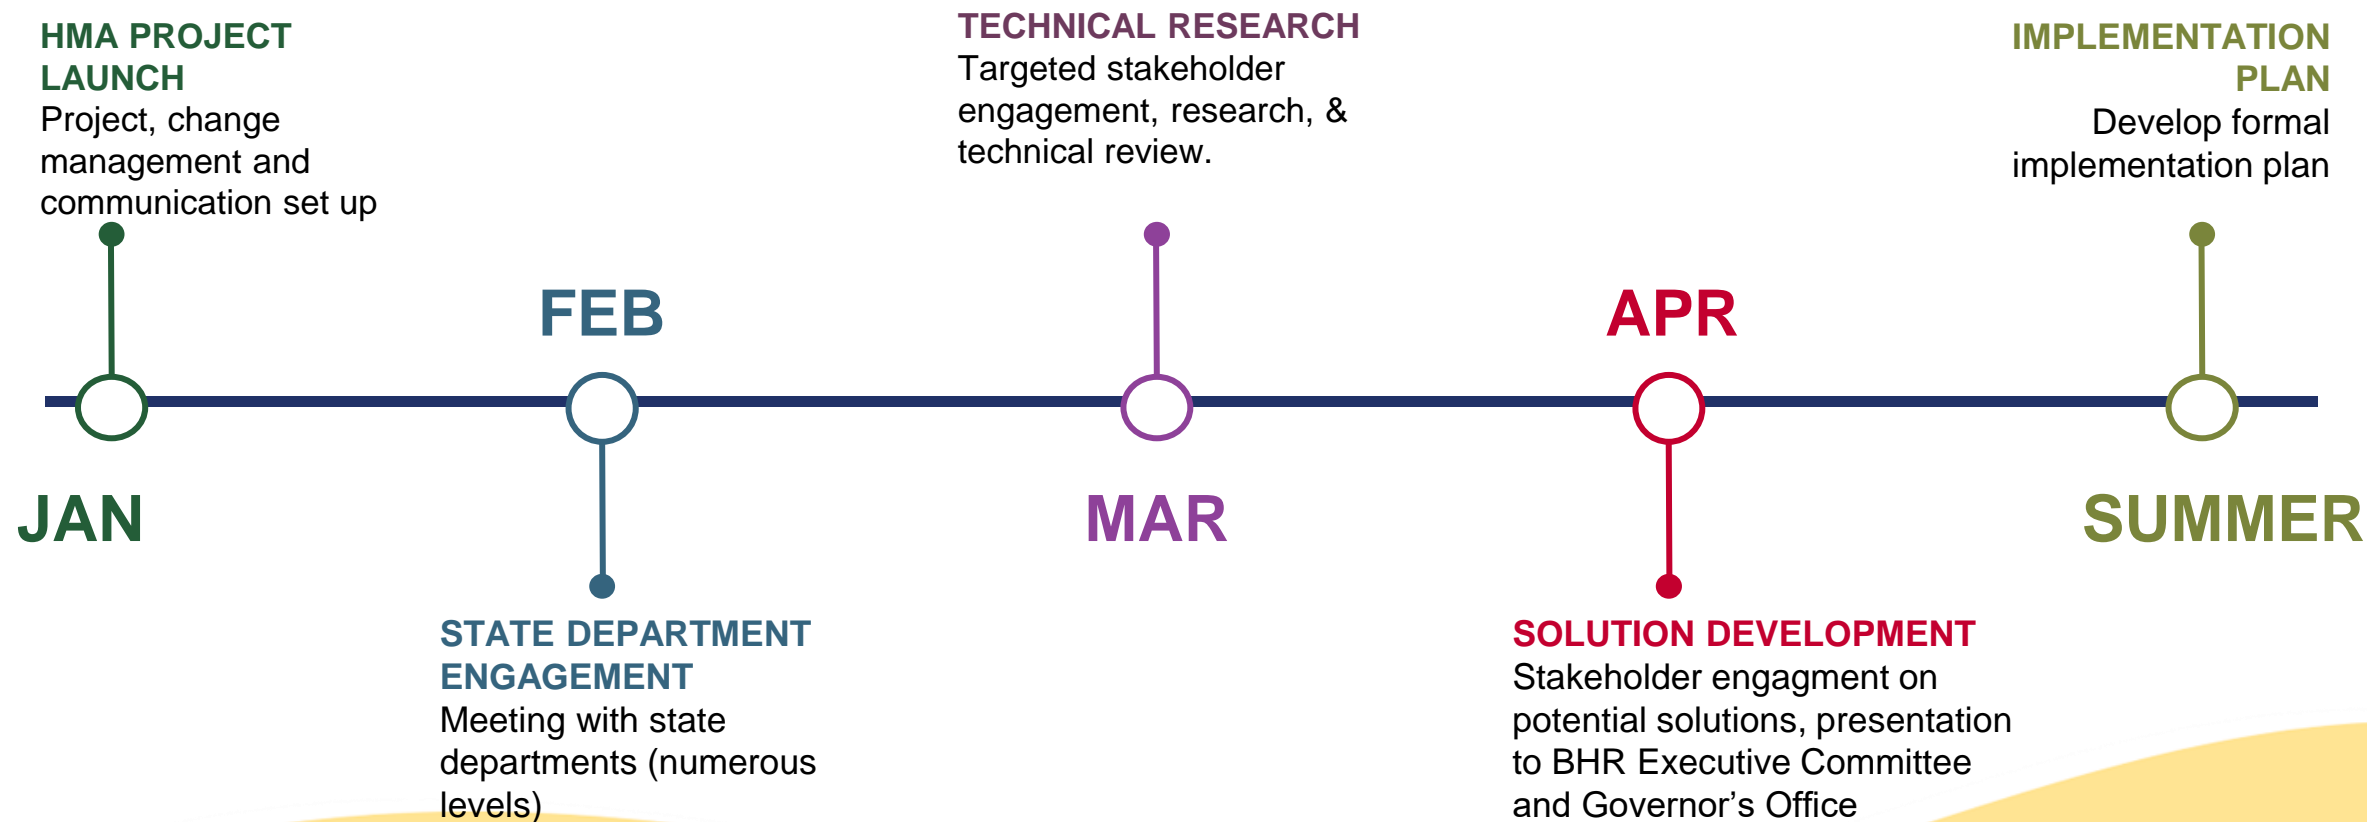 HMA PROJECT
LAUNCH
Project, change
management and
communication set up
JAN
FEB
STATE DEPARTMENT
ENGAGEMENT
Meeting with state
departments (numerous
levels)
TECHNICAL RESEARCH
Targeted stakeholder
engagement, research, &
technical review.
MAR
APR
SOLUTION DEVELOPMENT
Stakeholder engagment on
potential solutions, presentation
to BHR Executive Committee
and Governor’s Office
IMPLEMENTATION
PLAN
Develop formal
implementation plan
SUMMER